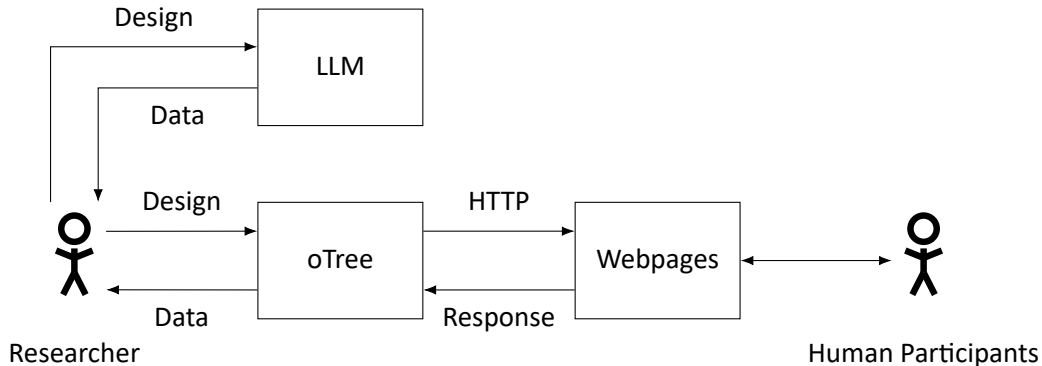 Design
LLM
Data
Design
HTTP
oTree
Webpages
Data
Response
Researcher
Human Participants